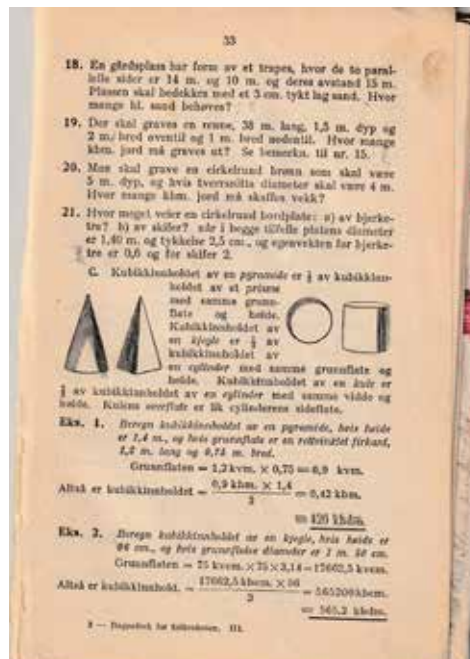 33
18. En gårdsplass har form av et trapes, hvor de to paral-
lelle sider er 14 m. og 10 m. og deres avstand 15 m.
Plassen skal bedekkes med et 5 cm. tykt lag sand. Hvor
mange hl. sand behøves?
19. Der skal graves en renne, 38 m. lang, 1,5 m. dyp og
2 m. bred oventil og 1 m. bred nedentil. Hvor mange
kbm. jord må graves ut? Se bemerkn. til nr. 15.
20. Man skal grave en cirkelrund brønn som skal være
5 m. dyp, og hvis tverrsnitts diameter skal være 4 m.
Hvor mange kbm. jord må skaffes vekk?
21. Hvor meget veier en cirkelrund bordplate: a) av bjerke-
tre? b) av skifer? når i begge tilfelle platens diameter
er 1,40 m. og tykkelse 2,5 cm., og egenvekten for bjerke-
tre er 0,6 og for skifer 2.
C. Kubikkinnholdet av en pyramide er ⅓ av kubikkinn-
holdet av et prisme
med samme grunn-
flate og høide.
Kubikkinnholdet av
en kjegle er ⅓ av
kubikkinnholdet av
en cylinder med samme grunnflate og
høide. Kubikkinnholdet av en kule er
⅔ av kubikkinnholdet av en cylinder med samme vidde og
høide. Kulens overflate er lik cylinderens sideflate.
Eks. 1. Beregn kubikkinnholdet av en pyramide, hvis høide
er 1,4 m., og hvis grunnflate er en rettvinklet firkant,
1,2 m. lang og 0,75 m. bred.
Grunnflaten = 1,2 kvm. × 0,75 = 0,9 kvm.
Altså er kubikkinnholdet = 0,9 kbm. × 1,4 / 3 = 0,42 kbm.
= 420 kbdm.
Eks. 2. Beregn kubikkinnholdet av en kjegle, hvis høide er
96 cm., og hvis grunnflates diameter er 1 m. 50 cm.
Grunnflaten = 75 kvcm. × 75 × 3,14 = 17662,5 kvcm.
Altså er kubikkinnhold. = 17662,5 kbcm. × 96 / 3 = 565200 kbcm.
= 565,2 kbdm.
III.